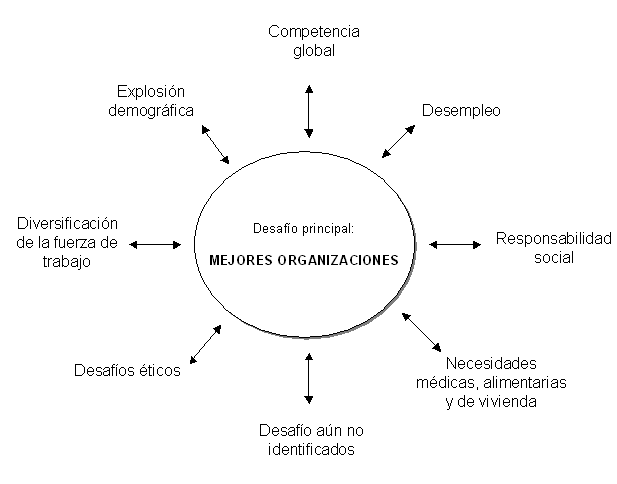 Competencia
global
Explosión
demográfica
Desempleo
Diversificación
de la fuerza de
trabajo
Desafío principal:
MEJORES ORGANIZACIONES
Responsabilidad
social
Desafíos éticos
Necesidades
médicas, alimentarias
y de vivienda
Desafío aún no
identificados